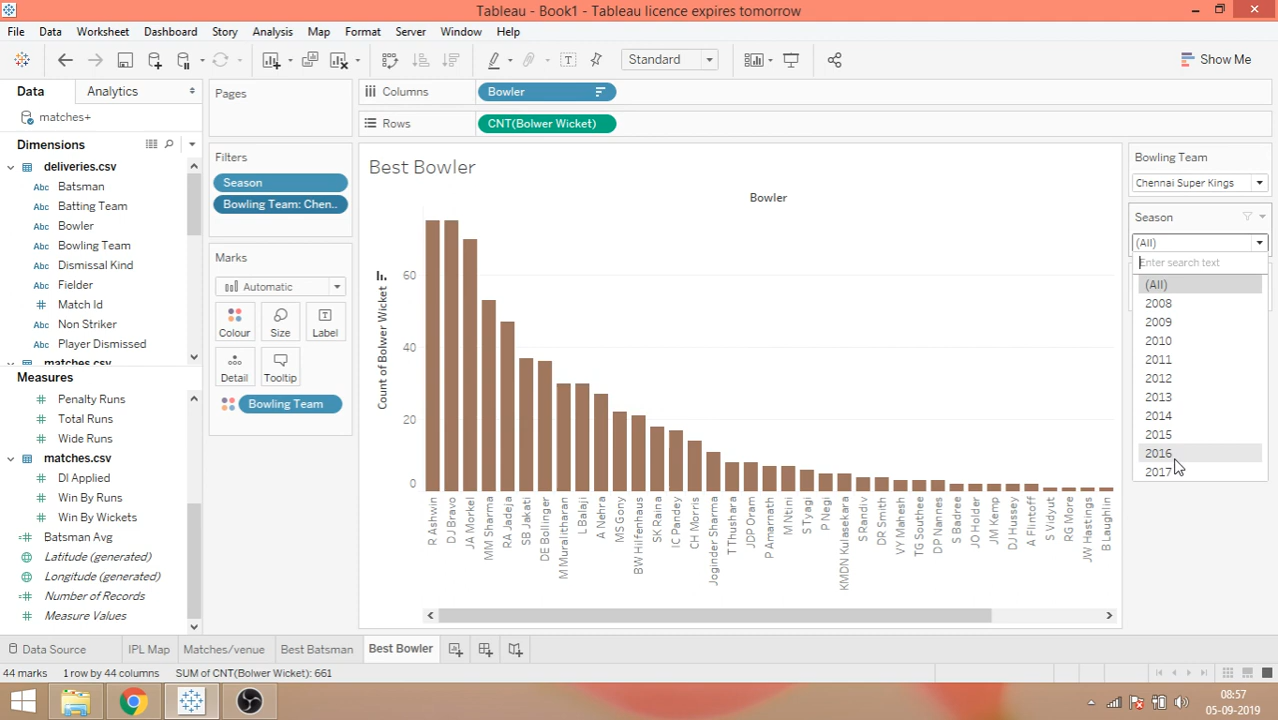 Tableau - Book1 - Tableau licence expires tomorrow
File Data Worksheet Dashboard Story Analysis Map Format Server Window Help
Standard
Show Me
Data Analytics
matches+
Dimensions
deliveries.csv
Abc Batsman
Abc Batting Team
Abc Bowler
Abc Bowling Team
Abc Dismissal Kind
Abc Fielder
# Match Id
Abc Non Striker
Abc Player Dismissed
matches.csv
Measures
# Penalty Runs
# Total Runs
# Wide Runs
matches.csv
# Dl Applied
# Win By Runs
# Win By Wickets
=# Batsman Avg
Latitude (generated)
Longitude (generated)
=# Number of Records
# Measure Values
Pages
Filters
Season
Bowling Team: Chen..
Marks
Automatic
Colour Size Label
Detail Tooltip
Bowling Team
Columns Bowler
Rows CNT(Bolwer Wicket)
Best Bowler
Bowler
Count of Bolwer Wicket
60
40
20
0
R Ashwin
DJ Bravo
JA Morkel
MM Sharma
RA Jadeja
SB Jakati
DE Bollinger
M Muralitharan
L Balaji
A Nehra
MS Gony
BW Hilfenhaus
SK Raina
IC Pandey
CH Morris
Joginder Sharma
T Thushara
JDP Oram
P Amarnath
M Ntini
S Tyagi
P Negi
KMDN Kulasekara
S Randiv
DR Smith
VY Mahesh
TG Southee
DP Nannes
S Badree
JO Holder
JM Kemp
DJ Hussey
A Flintoff
S Vidyut
RG More
JW Hastings
B Laughlin
Bowling Team
Chennai Super Kings
Season
(All)
Enter search text
(All)
2008
2009
2010
2011
2012
2013
2014
2015
2016
2017
Data Source IPL Map Matches/venue Best Batsman Best Bowler
44 marks 1 row by 44 columns SUM of CNT(Bolwer Wicket): 661
08:57
05-09-2019